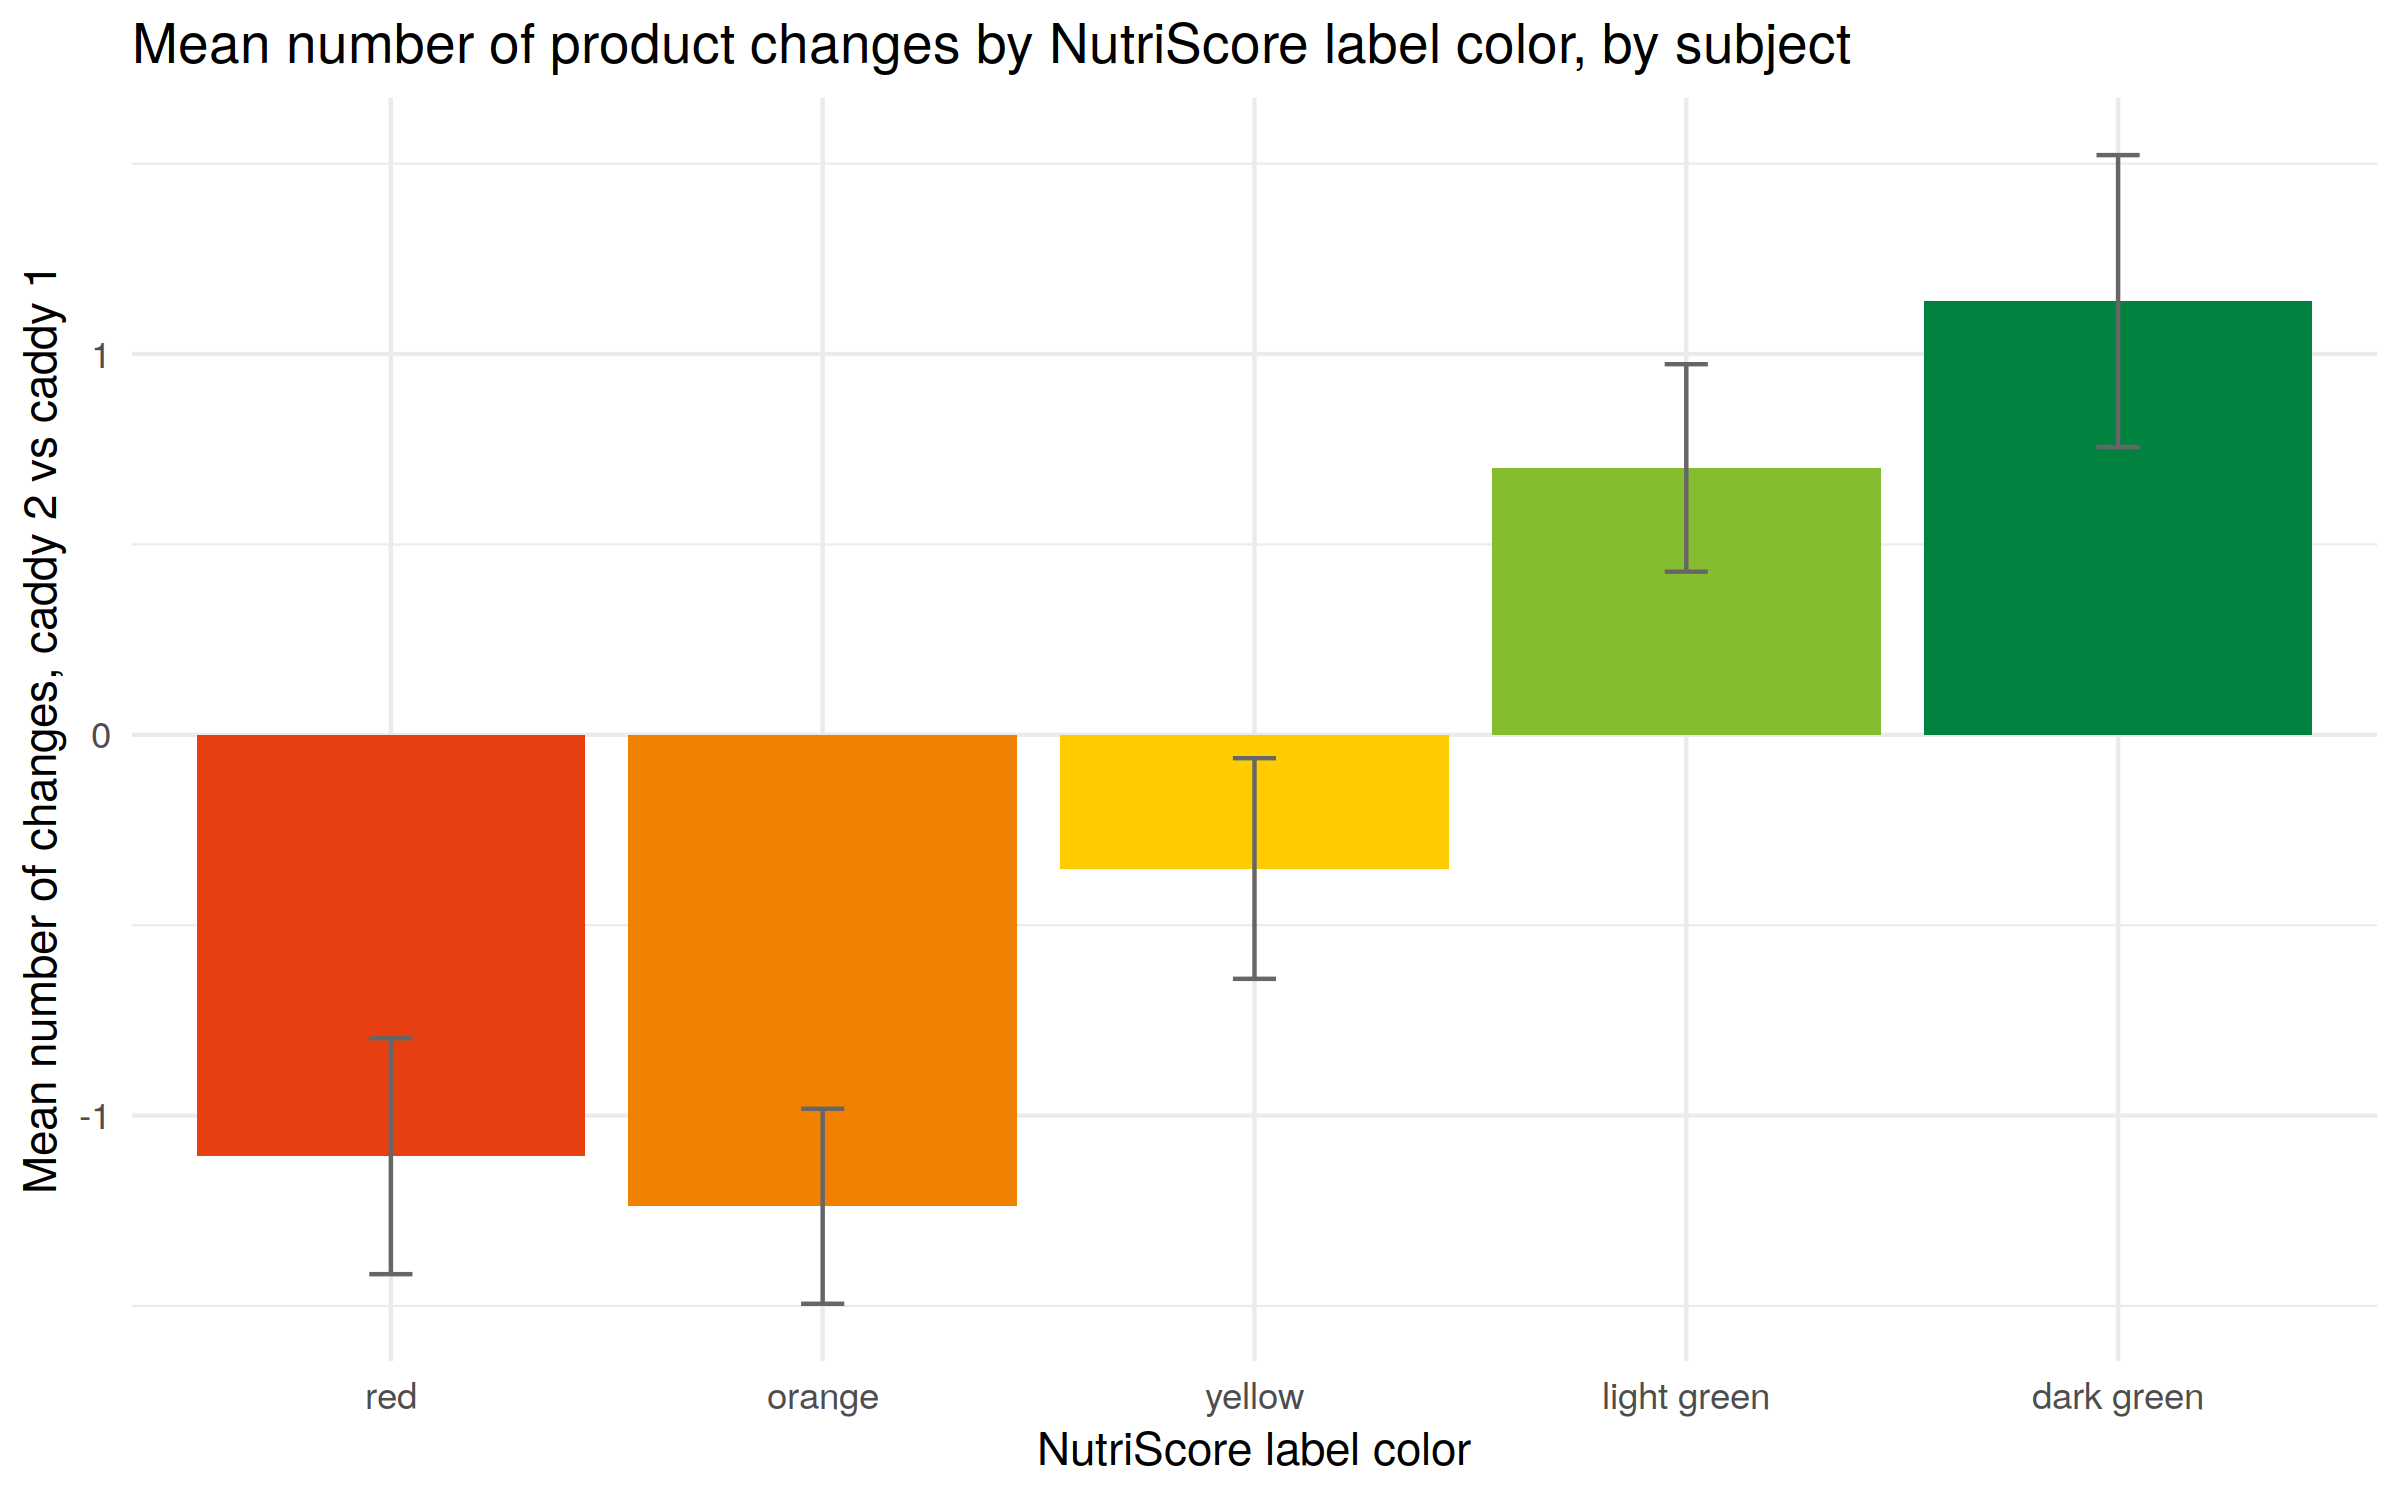 Mean number of product changes by NutriScore label color, by subject
Mean number of changes, caddy 2 vs caddy 1
1
0
-1
red
orange
yellow
light green
dark green
NutriScore label color